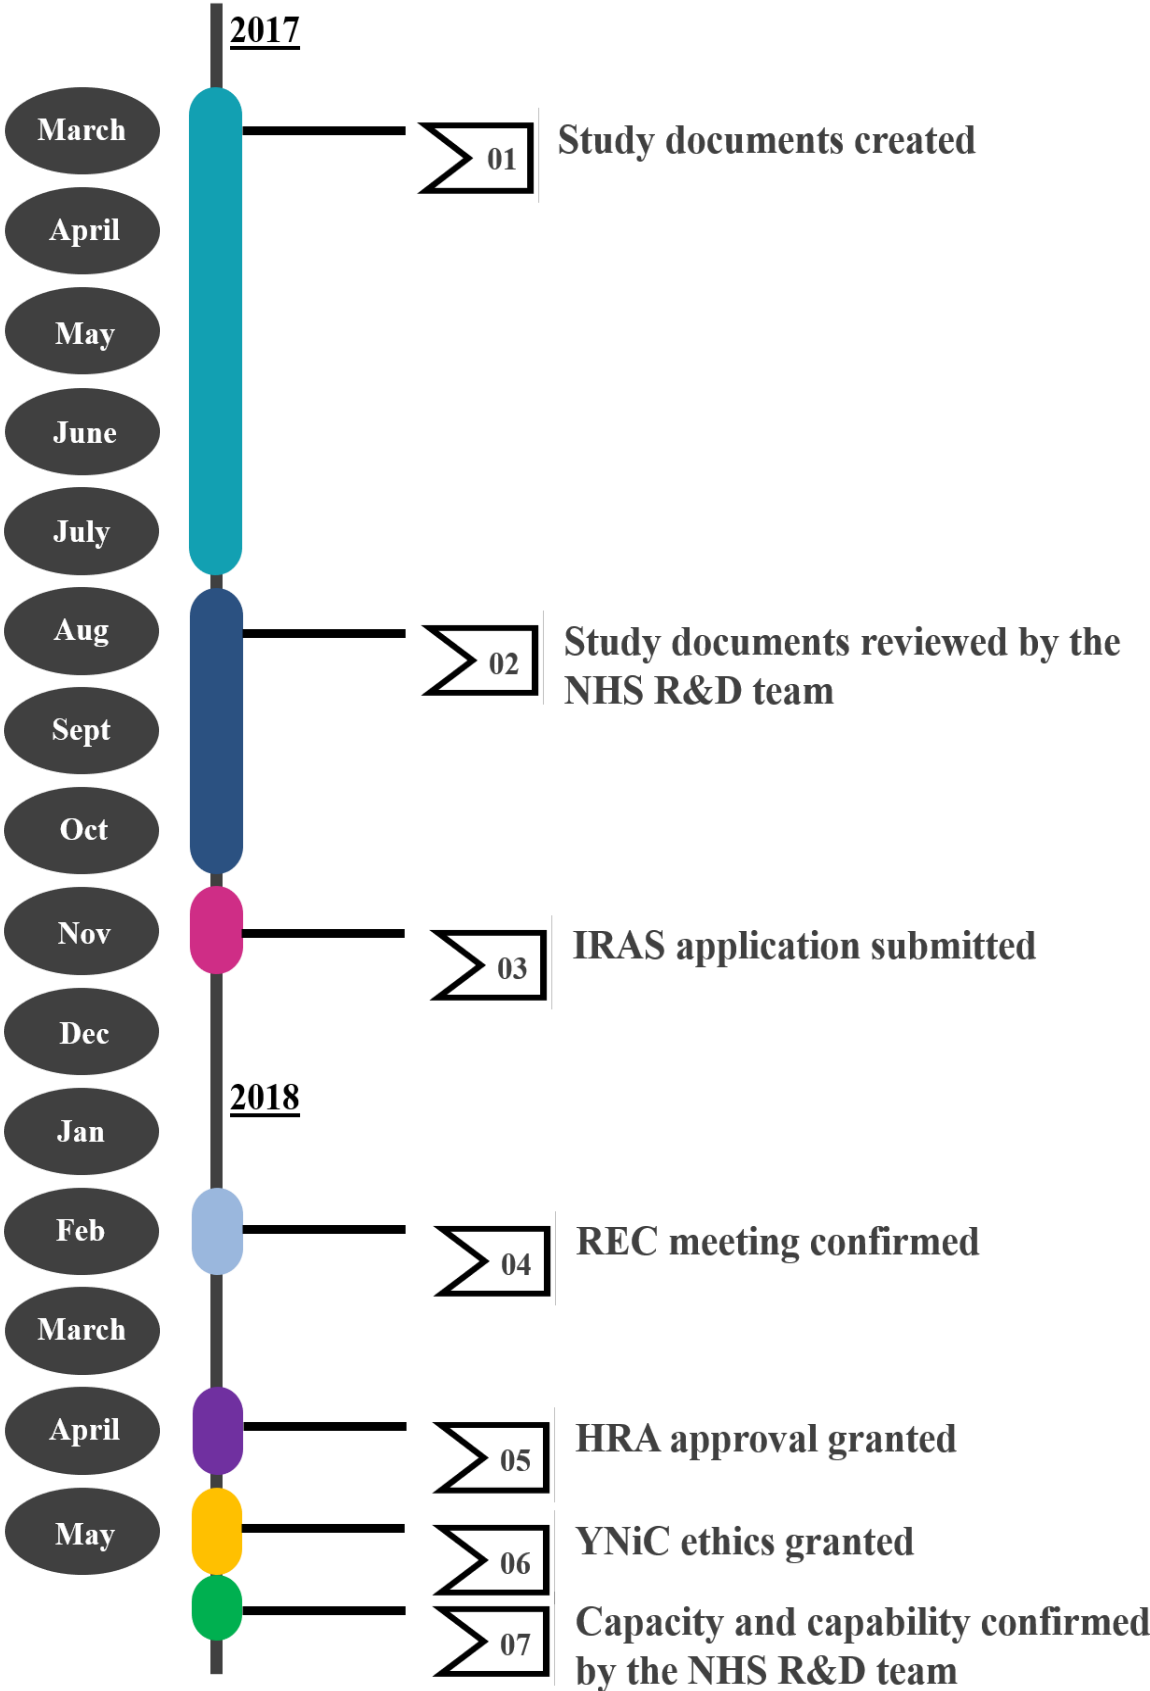 2017
March
01
Study documents created
April
May
June
July
Aug
02
Study documents reviewed by the
NHS R&D team
Sept
Oct
Nov
03
IRAS application submitted
Dec
2018
Jan
Feb
04
REC meeting confirmed
March
April
05
HRA approval granted
May
06
YNiC ethics granted
07
Capacity and capability confirmed
by the NHS R&D team